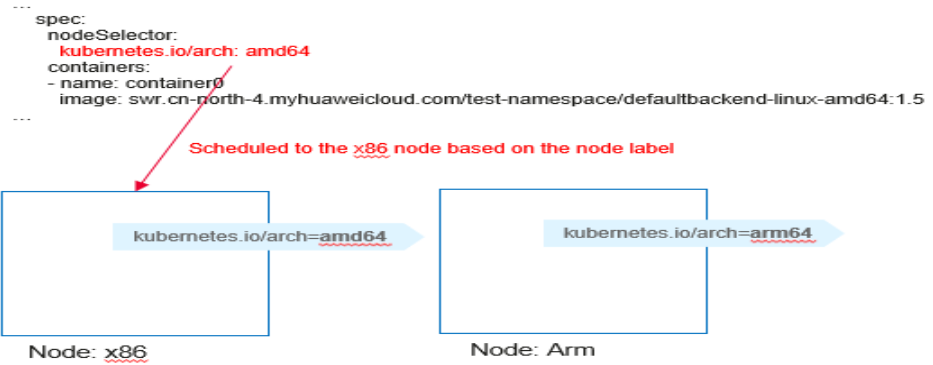 ...
spec:
nodeSelector:
kubernetes.io/arch: amd64
containers:
- name: container0
image: swr.cn-north-4.myhuaweicloud.com/test-namespace/defaultbackend-linux-amd64:1.5
...
Scheduled to the x86 node based on the node label
kubernetes.io/arch=amd64
kubernetes.io/arch=arm64
Node: x86
Node: Arm